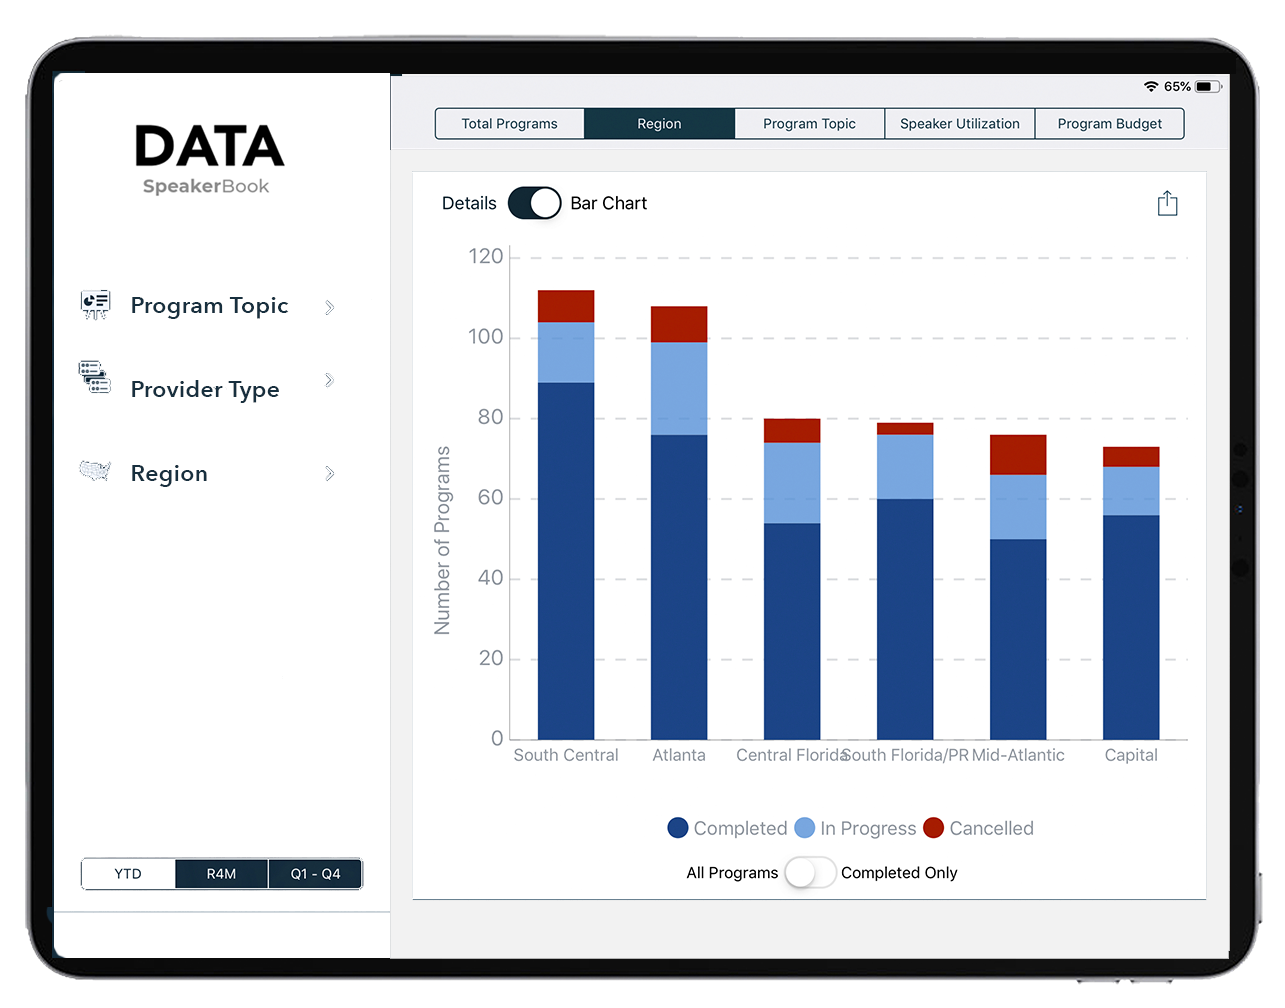 65%
DATA
SpeakerBook
Program Topic
Provider Type
Region
YTD R4M Q1 - Q4
Total Programs Region Program Topic Speaker Utilization Program Budget
Details Bar Chart
Number of Programs
120
100
80
60
40
20
0
South Central Atlanta Central Florida South Florida/PR Mid-Atlantic Capital
Completed In Progress Cancelled
All Programs Completed Only